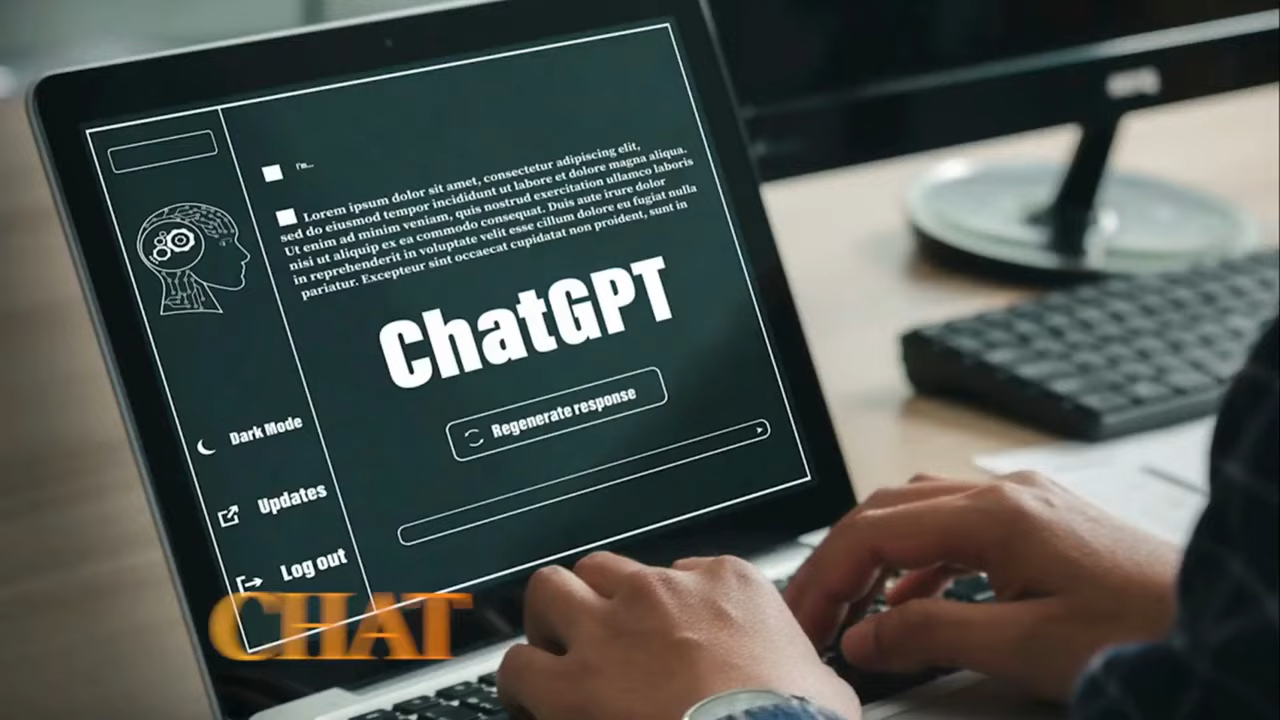 I'm...
Lorem ipsum dolor sit amet, consectetur adipiscing elit,
sed do eiusmod tempor incididunt ut labore et dolore magna aliqua.
Ut enim ad minim veniam, quis nostrud exercitation ullamco laboris
nisi ut aliquip ex ea commodo consequat. Duis aute irure dolor
in reprehenderit in voluptate velit esse cillum dolore eu fugiat nulla
pariatur. Excepteur sint occaecat cupidatat non proident, sunt in
ChatGPT
Regenerate response
Dark Mode
Updates
Log out
CHAT